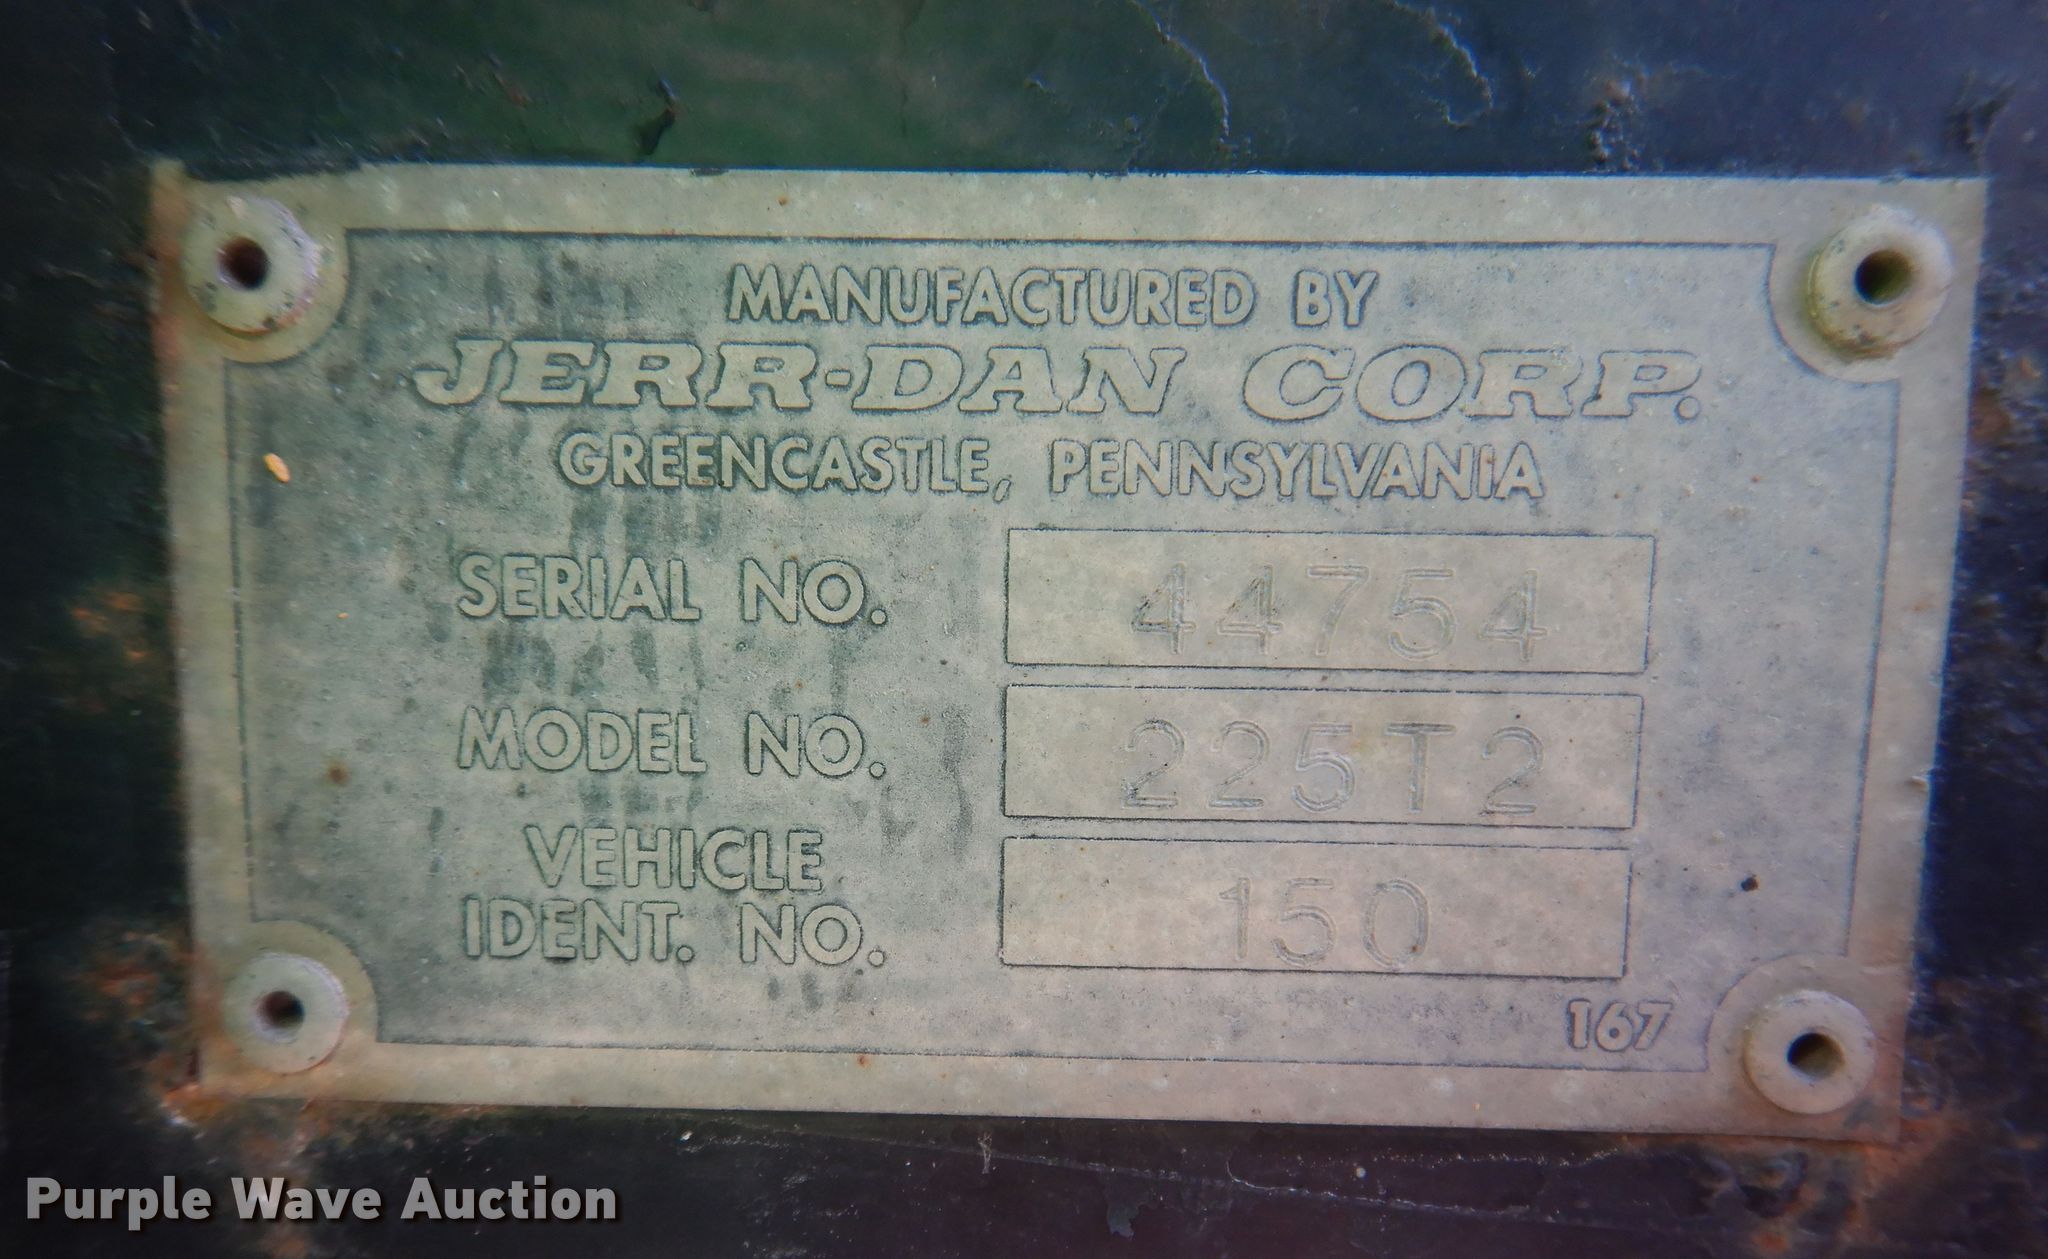 MANUFACTURED BY
JERR-DAN CORP.
GREENCASTLE, PENNSYLVANIA
SERIAL NO. 44754
MODEL NO. 225T2
VEHICLE
IDENT. NO. 150
167
Purple Wave Auction